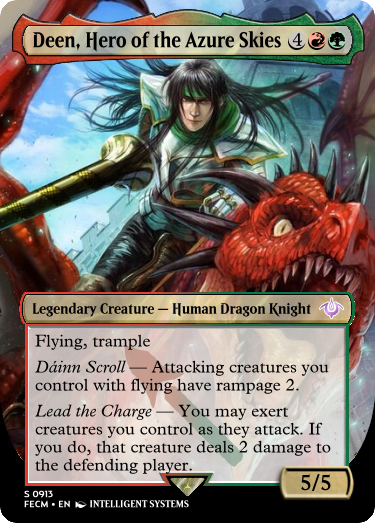 Deen, Hero of the Azure Skies 4
Legendary Creature — Human Dragon Knight
Flying, trample
Dáinn Scroll — Attacking creatures you
control with flying have rampage 2.
Lead the Charge — You may exert
creatures you control as they attack. If
you do, that creature deals 2 damage to
the defending player.
5/5
S 0913
FECM • EN INTELLIGENT SYSTEMS